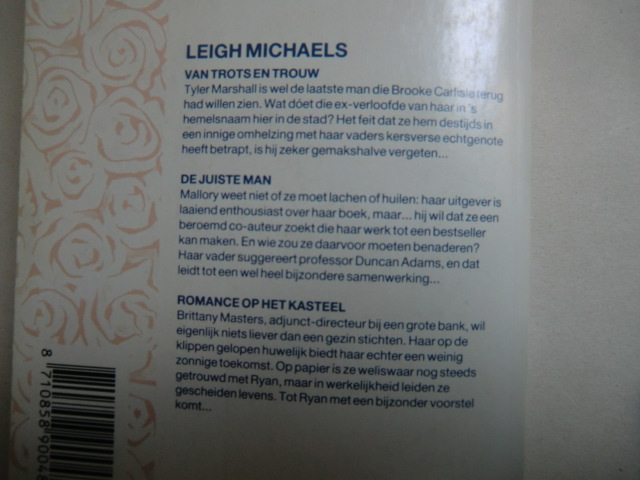 LEIGH MICHAELS
VAN TROTS EN TROUW
Tyler Marshall is wel de laatste man die Brooke Carlisle terug
had willen zien. Wat dóet die ex-verloofde van haar in 's
hemelsnaam hier in de stad? Het feit dat ze hem destijds in
een innige omhelzing met haar vaders kersverse echtgenote
heeft betrapt, is hij zeker gemakshalve vergeten...
DE JUISTE MAN
Mallory weet niet of ze moet lachen of huilen: haar uitgever is
laaiend enthousiast over haar boek, maar... hij wil dat ze een
beroemd co-auteur zoekt die haar werk tot een bestseller
kan maken. En wie zou ze daarvoor moeten benaderen?
Haar vader suggereert professor Duncan Adams, en dat
leidt tot een wel heel bijzondere samenwerking...
ROMANCE OP HET KASTEEL
Brittany Masters, adjunct-directeur bij een grote bank, wil
eigenlijk niets liever dan een gezin stichten. Haar op de
klippen gelopen huwelijk biedt haar echter een weinig
zonnige toekomst. Op papier is ze weliswaar nog steeds
getrouwd met Ryan, maar in werkelijkheid leiden ze
gescheiden levens. Tot Ryan met een bijzonder voorstel
komt...
8 710858 9004